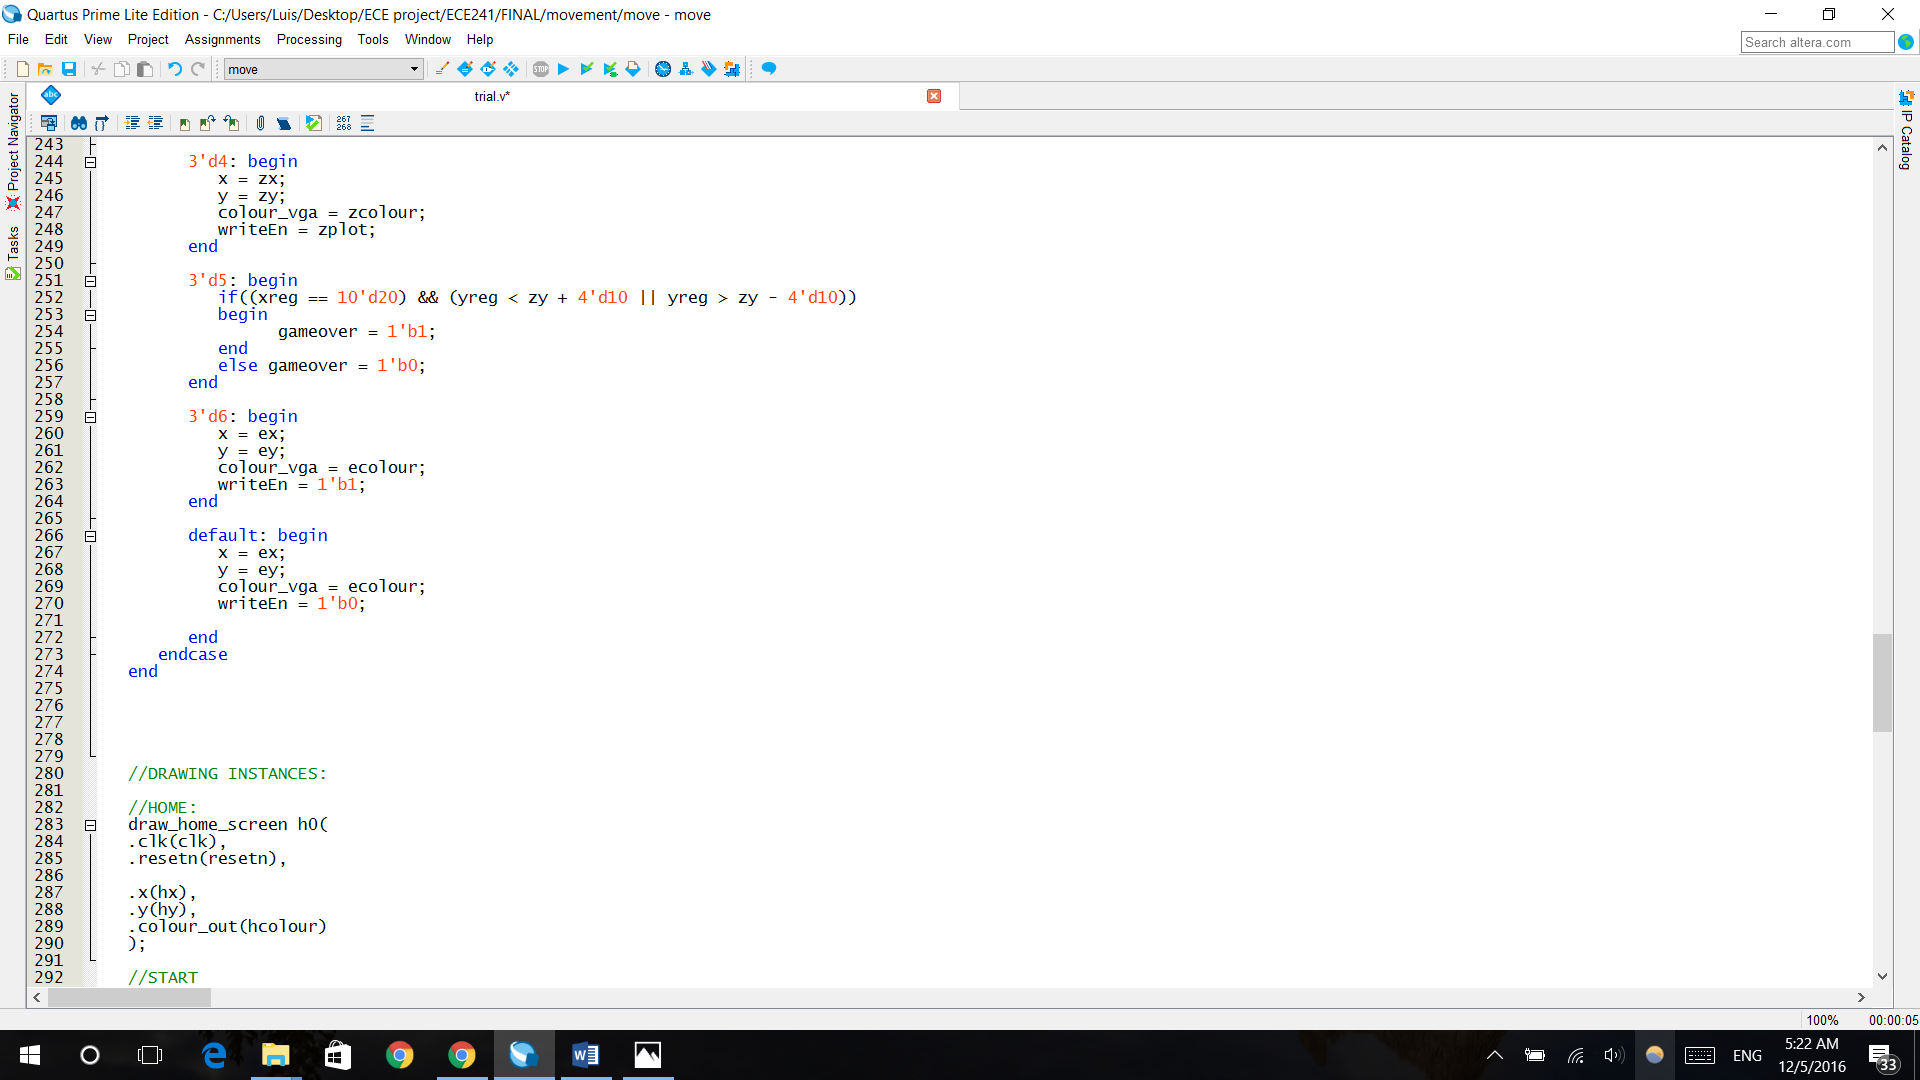 Quartus Prime Lite Edition - C:/Users/Luis/Desktop/ECE project/ECE241/FINAL/movement/move - move
File Edit View Project Assignments Processing Tools Window Help
Search altera.com
move
STOP
Project Navigator
Tasks
IP Catalog
abc
trial.v*
267
268
243
244 3'd4: begin
245 x = zx;
246 y = zy;
247 colour_vga = zcolour;
248 writeEn = zplot;
249 end
250
251 3'd5: begin
252 if((xreg == 10'd20) && (yreg < zy + 4'd10 || yreg > zy - 4'd10))
253 begin
254 gameover = 1'b1;
255 end
256 else gameover = 1'b0;
257 end
258
259 3'd6: begin
260 x = ex;
261 y = ey;
262 colour_vga = ecolour;
263 writeEn = 1'b1;
264 end
265
266 default: begin
267 x = ex;
268 y = ey;
269 colour_vga = ecolour;
270 writeEn = 1'b0;
271
272 end
273 endcase
274 end
275
276
277
278
279
280 //DRAWING INSTANCES:
281
282 //HOME:
283 draw_home_screen h0(
284 .clk(clk),
285 .resetn(resetn),
286
287 .x(hx),
288 .y(hy),
289 .colour_out(hcolour)
290 );
291
292 //START
100% 00:00:05
ENG
5:22 AM
12/5/2016
33